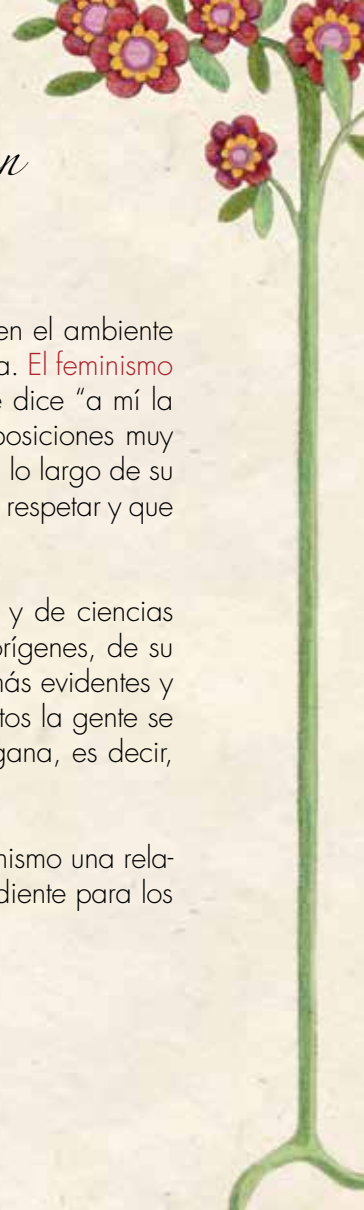 n
en el ambiente
a. El feminismo
e dice “a mí la
posiciones muy
lo largo de su
respetar y que
y de ciencias
orígenes, de su
más evidentes y
tos la gente se
gana, es decir,
nismo una rela-
diente para los